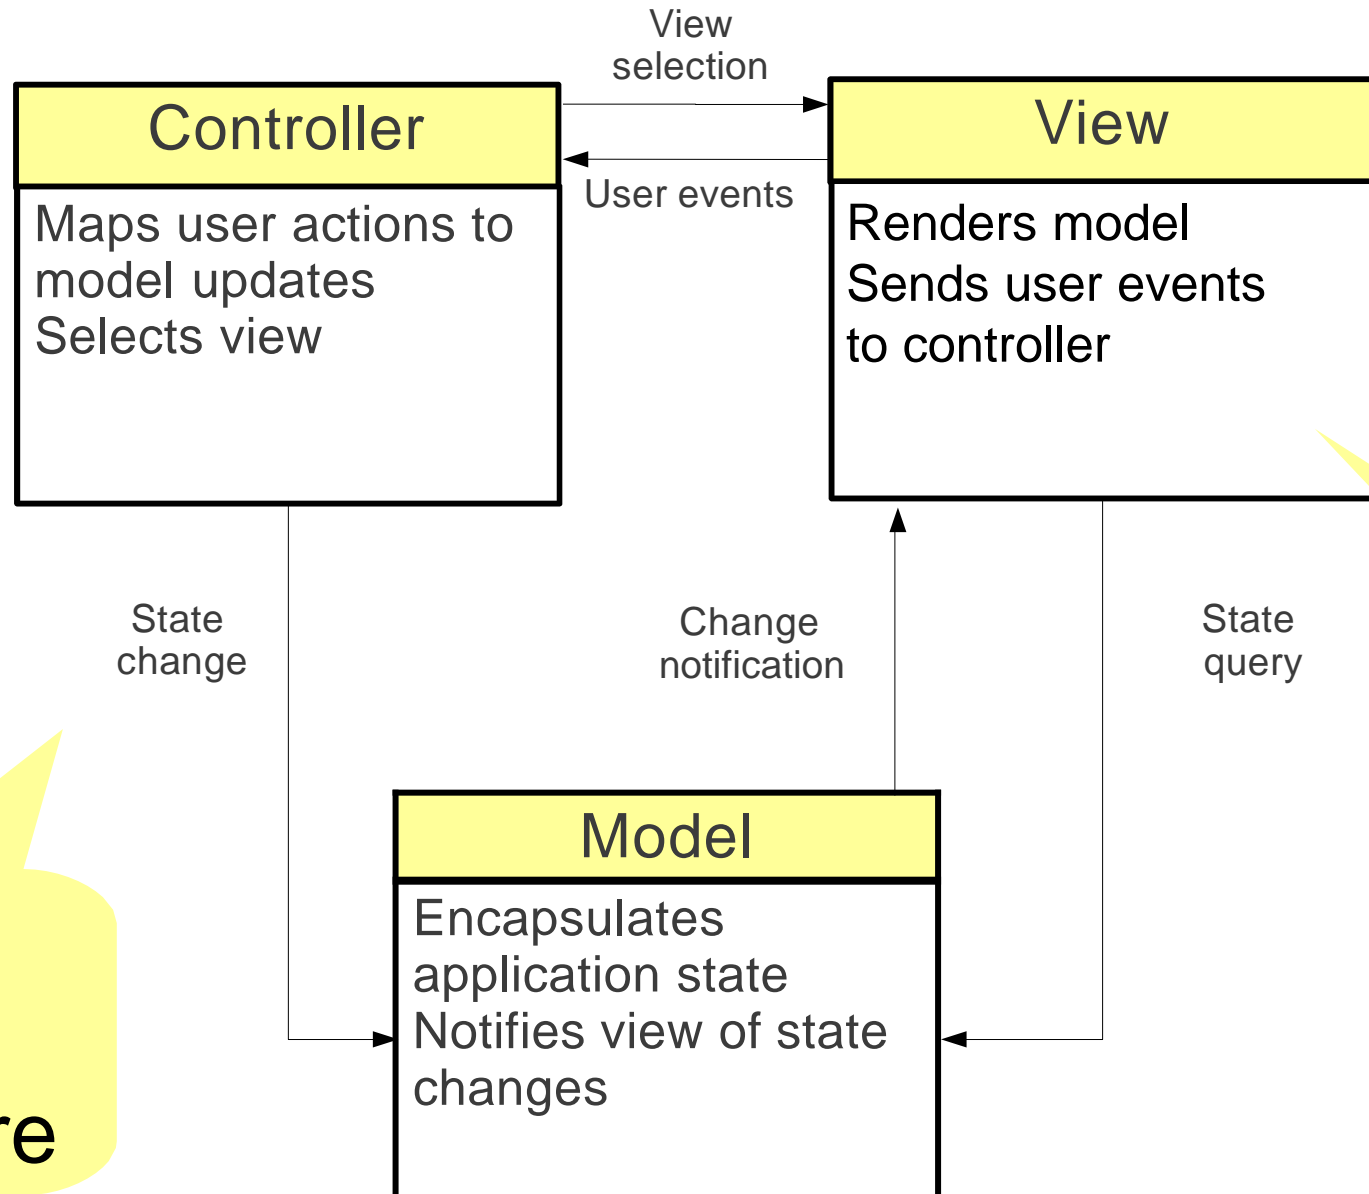 View
selection
Controller
View
User events
Maps user actions to
model updates
Selects view
Renders model
Sends user events
to controller
State
change
Change
notification
State
query
Model
Encapsulates
application state
Notifies view of state
changes